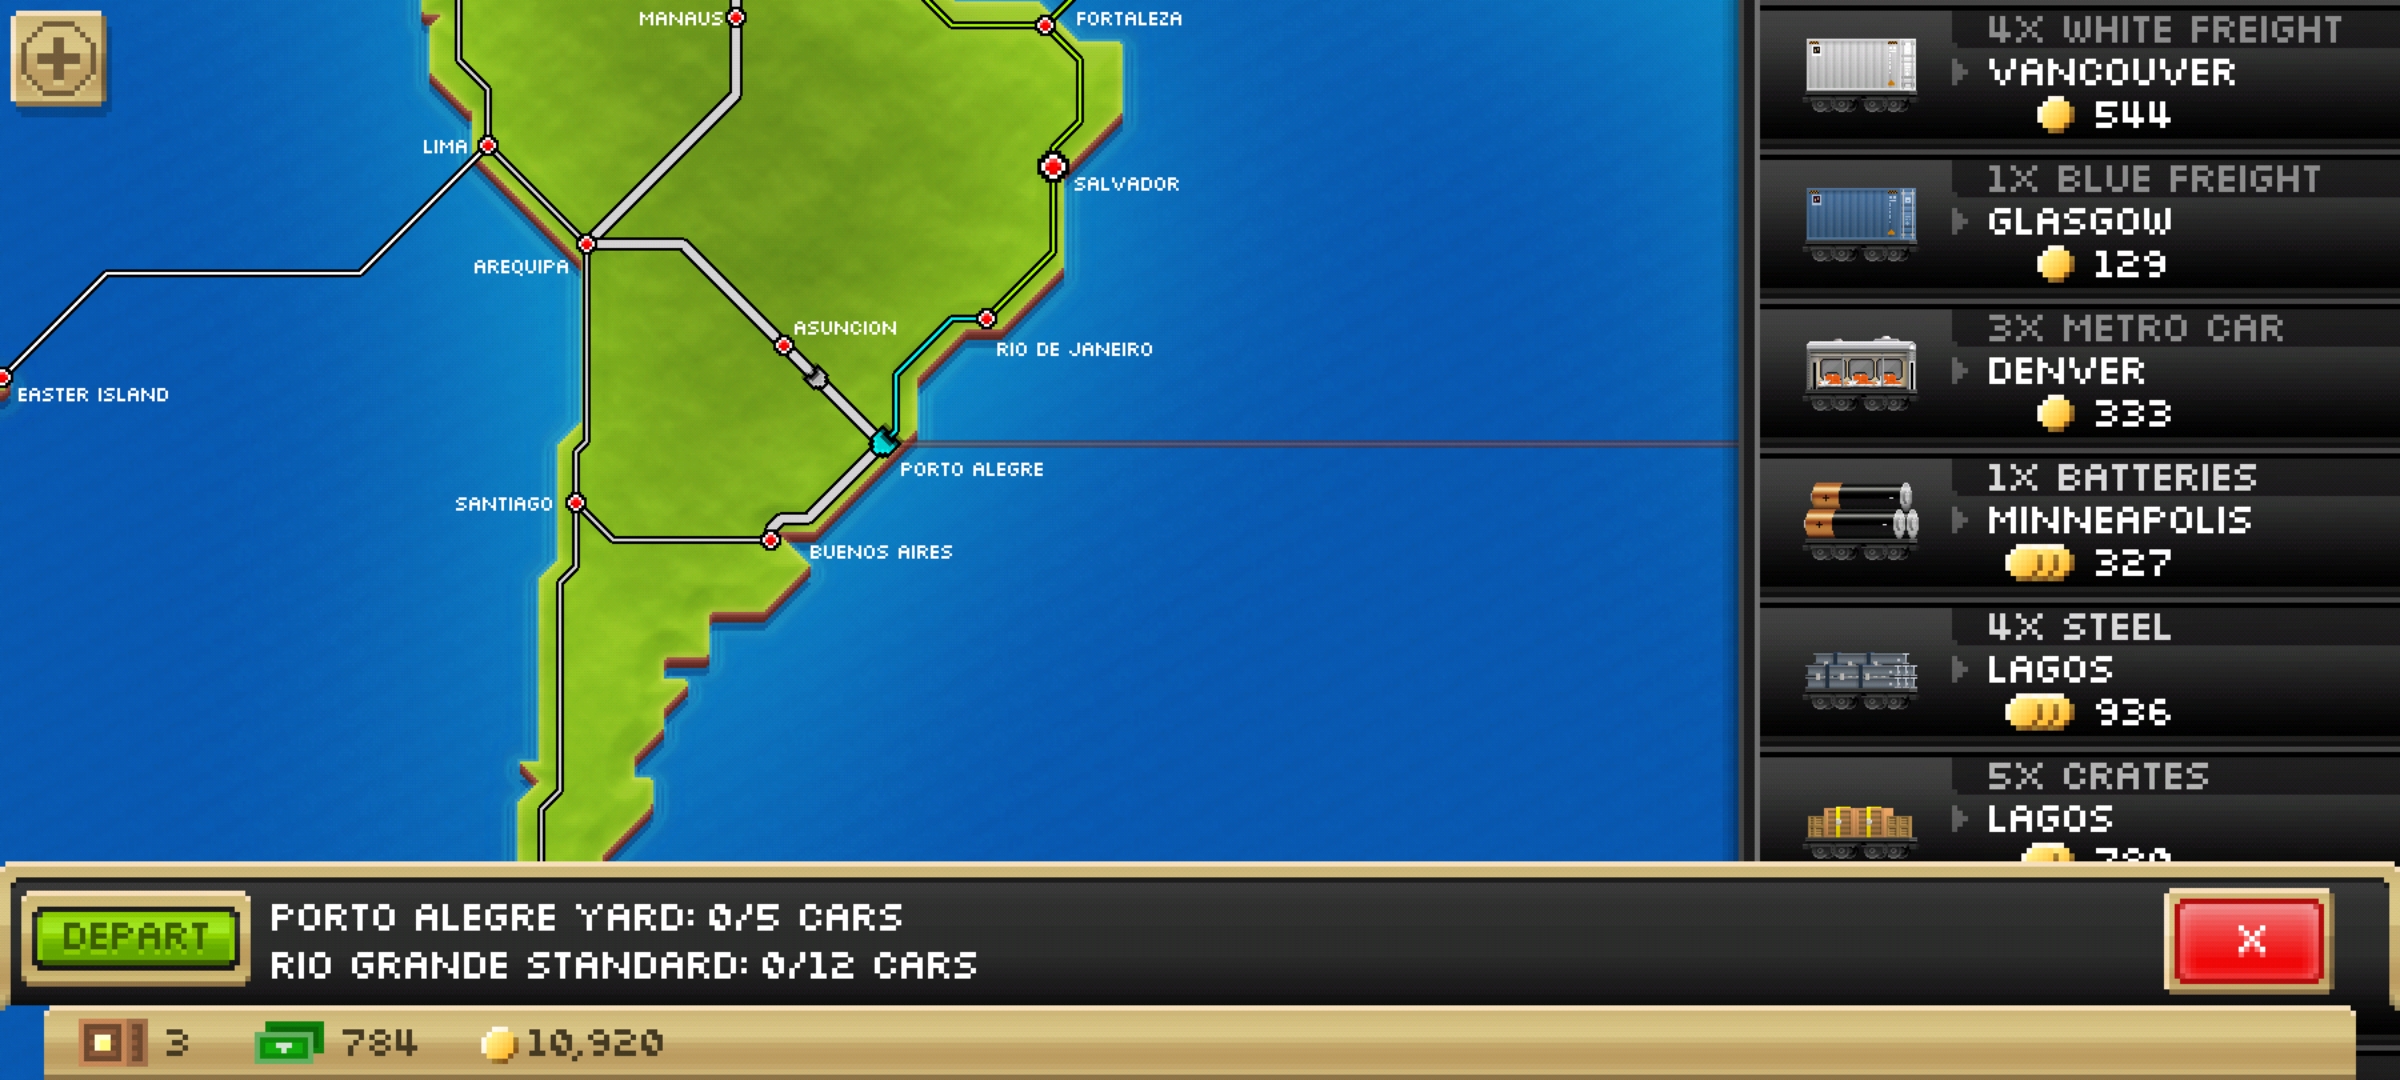 MANAUS
FORTALEZA
LIMA
SALVADOR
AREQUIPA
ASUNCION
RIO DE JANEIRO
EASTER ISLAND
PORTO ALEGRE
SANTIAGO
BUENOS AIRES
4X WHITE FREIGHT
VANCOUVER
544
1X BLUE FREIGHT
GLASGOW
129
3X METRO CAR
DENVER
333
1X BATTERIES
MINNEAPOLIS
327
4X STEEL
LAGOS
936
5X CRATES
LAGOS
DEPART
PORTO ALEGRE YARD: 0/5 CARS
RIO GRANDE STANDARD: 0/12 CARS
X
3
784
10,920